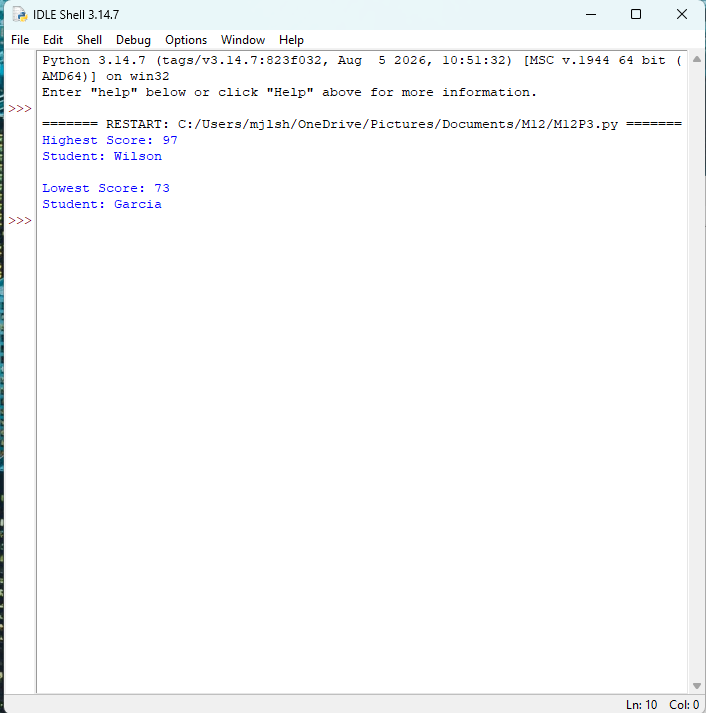 IDLE Shell 3.14.7
File Edit Shell Debug Options Window Help
Python 3.14.7 (tags/v3.14.7:823f032, Aug  5 2026, 10:51:32) [MSC v.1944 64 bit (
AMD64)] on win32
Enter "help" below or click "Help" above for more information.
>>>
======= RESTART: C:/Users/mjlsh/OneDrive/Pictures/Documents/M12/M12P3.py =======
Highest Score: 97
Student: Wilson

Lowest Score: 73
Student: Garcia
>>>
Ln: 10 Col: 0